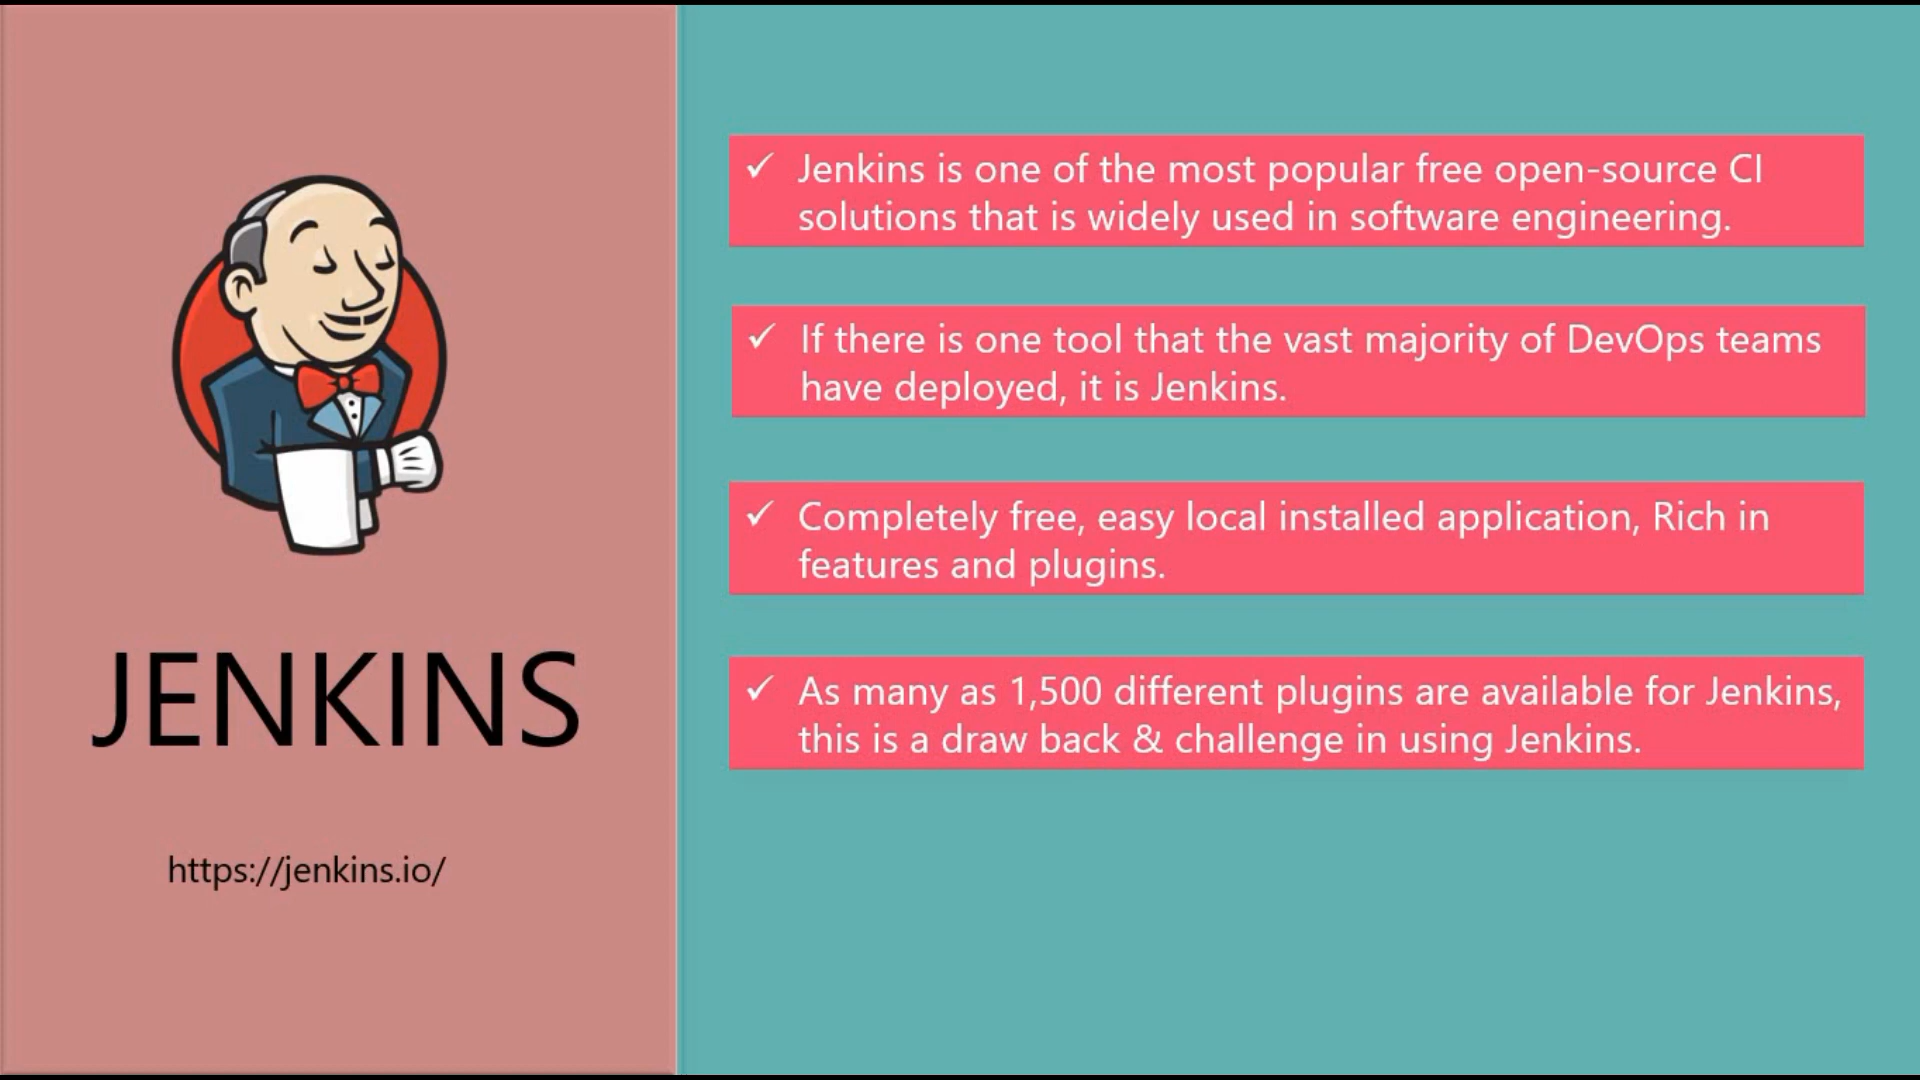 JENKINS
https://jenkins.io/
✓ Jenkins is one of the most popular free open-source CI
solutions that is widely used in software engineering.
✓ If there is one tool that the vast majority of DevOps teams
have deployed, it is Jenkins.
✓ Completely free, easy local installed application, Rich in
features and plugins.
✓ As many as 1,500 different plugins are available for Jenkins,
this is a draw back & challenge in using Jenkins.